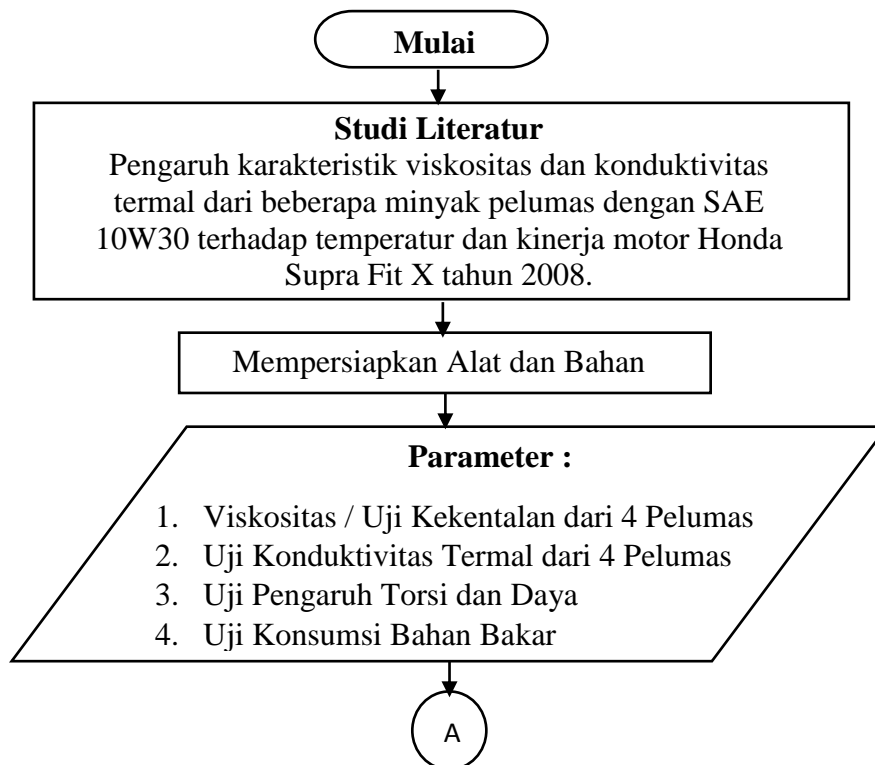 Mulai
Studi Literatur
Pengaruh karakteristik viskositas dan konduktivitas
termal dari beberapa minyak pelumas dengan SAE
10W30 terhadap temperatur dan kinerja motor Honda
Supra Fit X tahun 2008.
Mempersiapkan Alat dan Bahan
Parameter :
1. Viskositas / Uji Kekentalan dari 4 Pelumas
2. Uji Konduktivitas Termal dari 4 Pelumas
3. Uji Pengaruh Torsi dan Daya
4. Uji Konsumsi Bahan Bakar
A